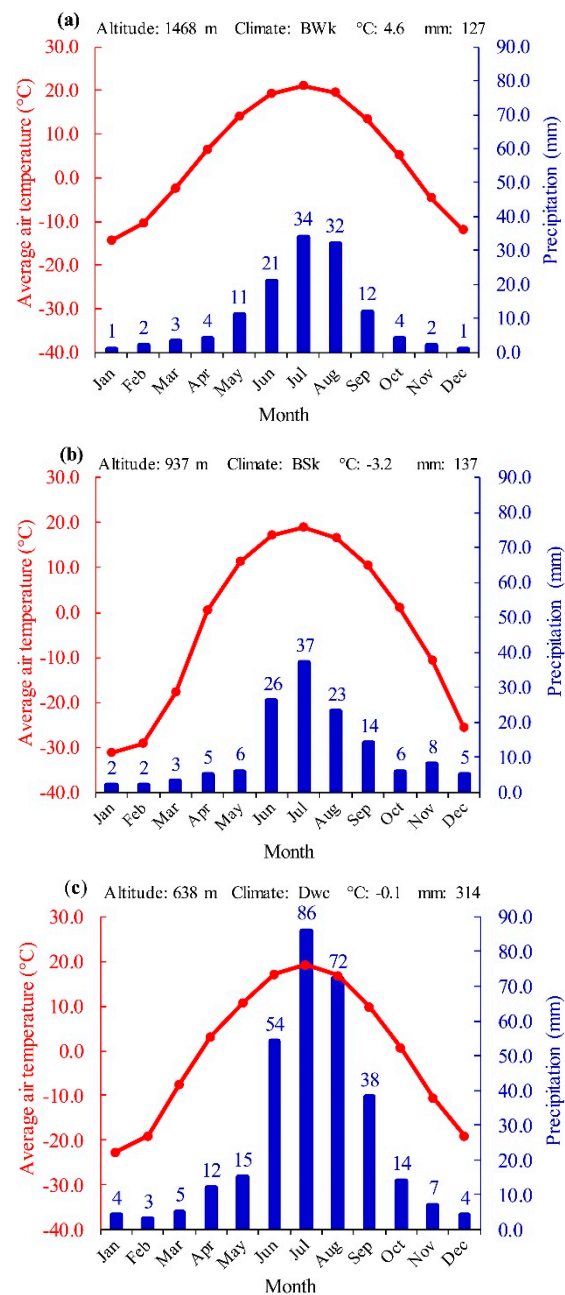 (a) Altitude: 1468 m Climate: BWk °C: 4.6 mm: 127
30.0 90.0
20.0 80.0
10.0 70.0
0.0 60.0
-10.0 50.0
-20.0 40.0
-30.0 30.0
-40.0 20.0
10.0
0.0
Average air temperature (°C)
Precipitation (mm)
1 2 3 4 11 21 34 32 12 4 2 1
Jan Feb Mar Apr May Jun Jul Aug Sep Oct Nov Dec
Month
(b) Altitude: 937 m Climate: BSk °C: -3.2 mm: 137
30.0 90.0
20.0 80.0
10.0 70.0
0.0 60.0
-10.0 50.0
-20.0 40.0
-30.0 30.0
-40.0 20.0
10.0
0.0
Average air temperature (°C)
Precipitation (mm)
2 2 3 5 6 26 37 23 14 6 8 5
Jan Feb Mar Apr May Jun Jul Aug Sep Oct Nov Dec
Month
(c) Altitude: 638 m Climate: Dwc °C: -0.1 mm: 314
30.0 90.0
20.0 80.0
10.0 70.0
0.0 60.0
-10.0 50.0
-20.0 40.0
-30.0 30.0
-40.0 20.0
10.0
0.0
Average air temperature (°C)
Precipitation (mm)
4 3 5 12 15 54 86 72 38 14 7 4
Jan Feb Mar Apr May Jun Jul Aug Sep Oct Nov Dec
Month